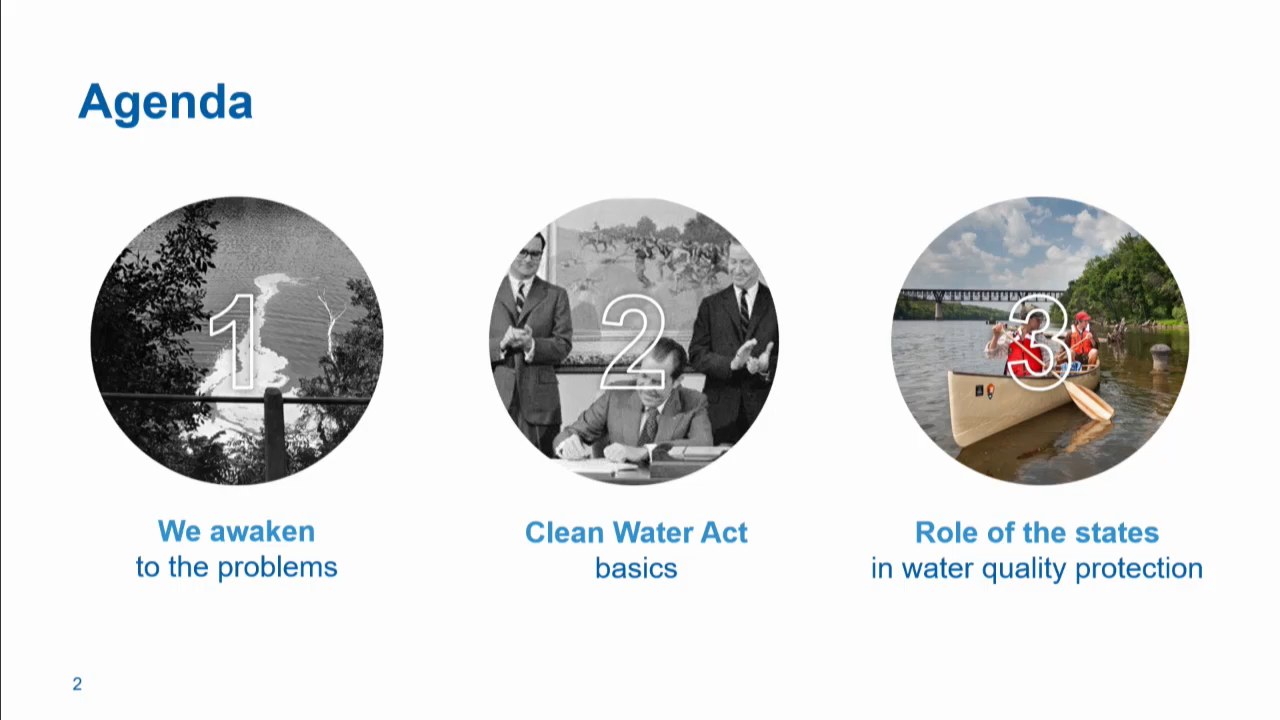 Agenda
1
2
3
We awaken
to the problems
Clean Water Act
basics
Role of the states
in water quality protection
2